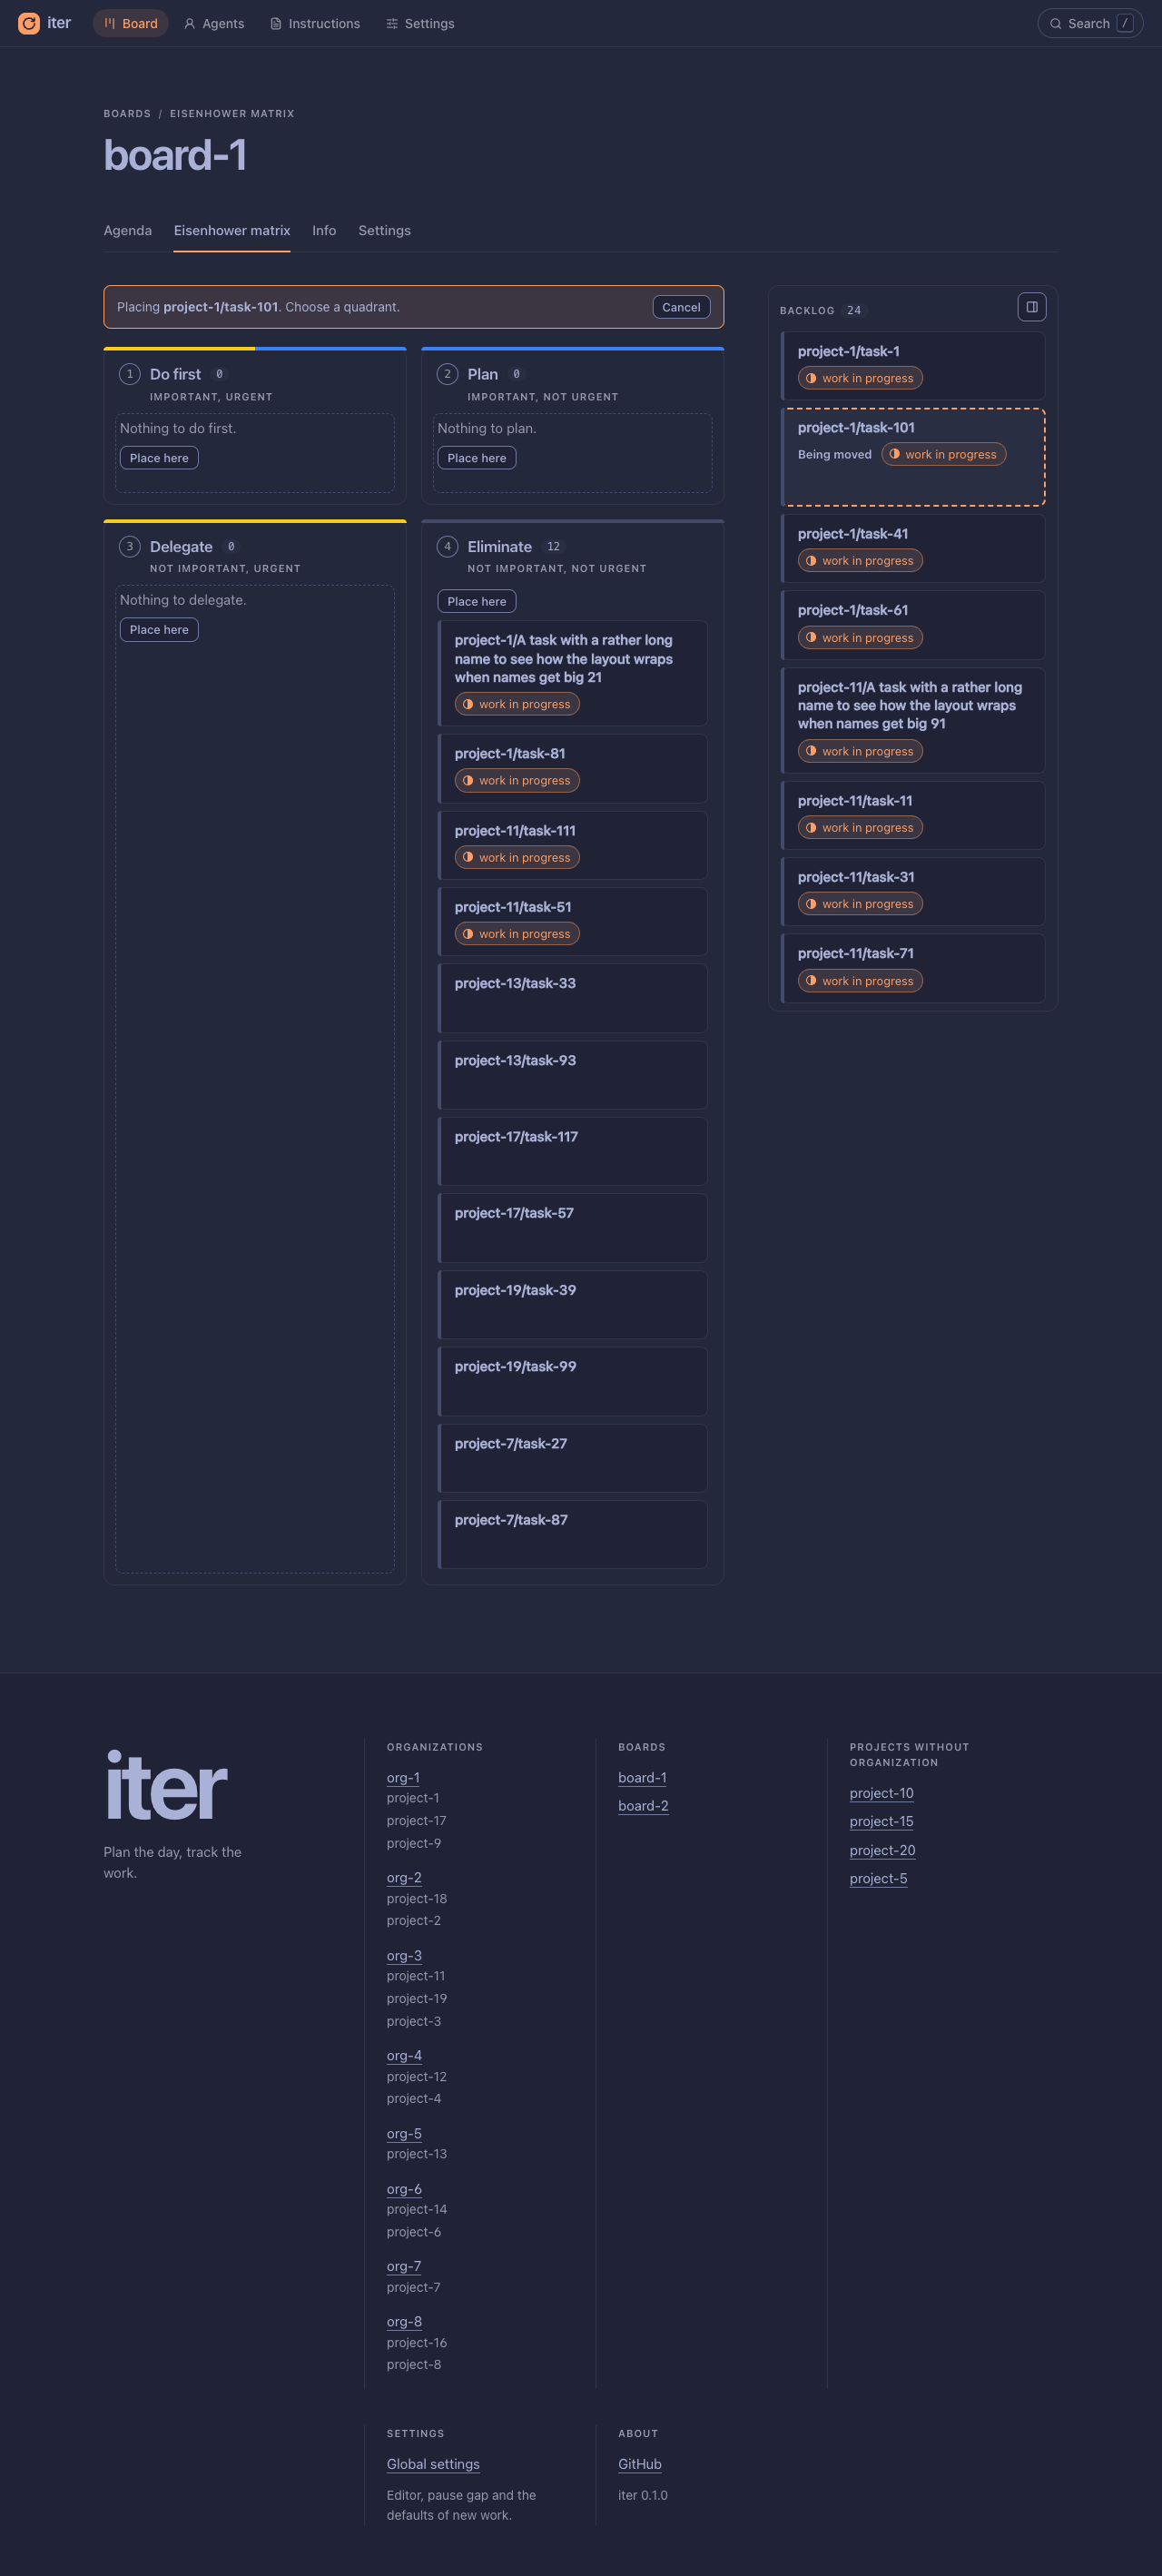 iter
Board
Agents
Instructions
Settings
Search /
BOARDS / EISENHOWER MATRIX
board-1
Agenda
Eisenhower matrix
Info
Settings
Placing project-1/task-101. Choose a quadrant.
Cancel
1 Do first 0
IMPORTANT, URGENT
Nothing to do first.
Place here
2 Plan 0
IMPORTANT, NOT URGENT
Nothing to plan.
Place here
3 Delegate 0
NOT IMPORTANT, URGENT
Nothing to delegate.
Place here
4 Eliminate 12
NOT IMPORTANT, NOT URGENT
Place here
project-1/A task with a rather long
name to see how the layout wraps
when names get big 21
work in progress
project-1/task-81
work in progress
project-11/task-111
work in progress
project-11/task-51
work in progress
project-13/task-33
project-13/task-93
project-17/task-117
project-17/task-57
project-19/task-39
project-19/task-99
project-7/task-27
project-7/task-87
BACKLOG 24
project-1/task-1
work in progress
project-1/task-101
Being moved work in progress
project-1/task-41
work in progress
project-1/task-61
work in progress
project-11/A task with a rather long
name to see how the layout wraps
when names get big 91
work in progress
project-11/task-11
work in progress
project-11/task-31
work in progress
project-11/task-71
work in progress
iter
Plan the day, track the
work.
ORGANIZATIONS
org-1
project-1
project-17
project-9
org-2
project-18
project-2
org-3
project-11
project-19
project-3
org-4
project-12
project-4
org-5
project-13
org-6
project-14
project-6
org-7
project-7
org-8
project-16
project-8
BOARDS
board-1
board-2
PROJECTS WITHOUT
ORGANIZATION
project-10
project-15
project-20
project-5
SETTINGS
Global settings
Editor, pause gap and the
defaults of new work.
ABOUT
GitHub
iter 0.1.0